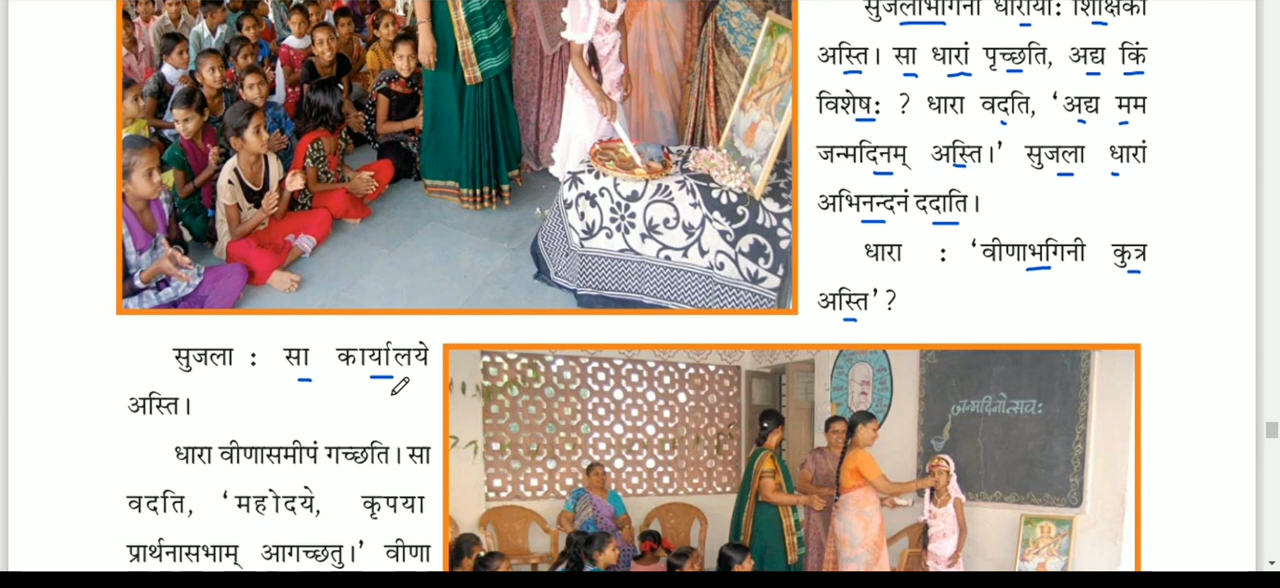 सुजलाभगिनी धारायाः शिक्षिका
अस्ति। सा धारां पृच्छति, अद्य किं
विशेषः ? धारा वदति, ‘अद्य मम
जन्मदिनम् अस्ति।’ सुजला धारां
अभिनन्दनं ददाति।
धारा : ‘वीणाभगिनी कुत्र
अस्ति’ ?
सुजला : सा कार्यालये
अस्ति।
धारा वीणासमीपं गच्छति। सा
वदति, ‘महोदये, कृपया
प्रार्थनासभाम् आगच्छतु।’ वीणा
जन्मदिनोत्सवः